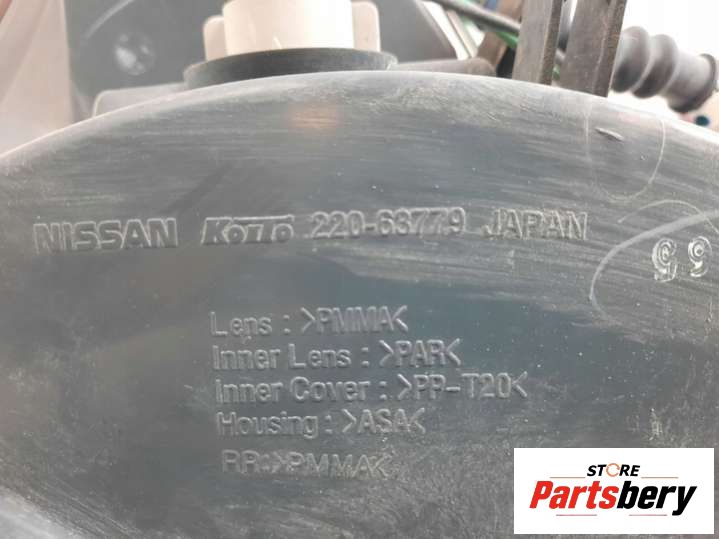 NISSAN KOITO 220-63779 JAPAN
Lens : >PMMA<
Inner Lens : >PAR<
Inner Cover : >PP-T20<
Housing : >ASA<
RR:>PMMA<
STORE
Partsbery